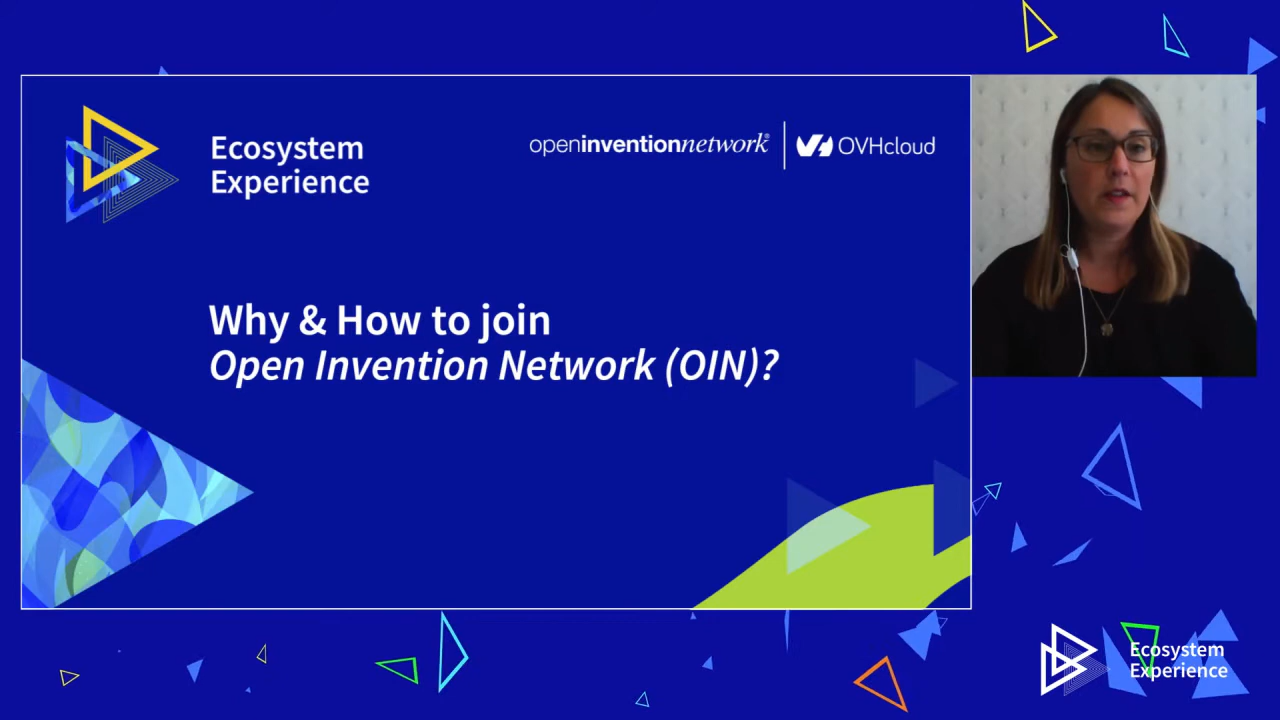 Ecosystem
Experience
openinventionnetwork®
OVHcloud
Why & How to join
Open Invention Network (OIN)?
Ecosystem
Experience